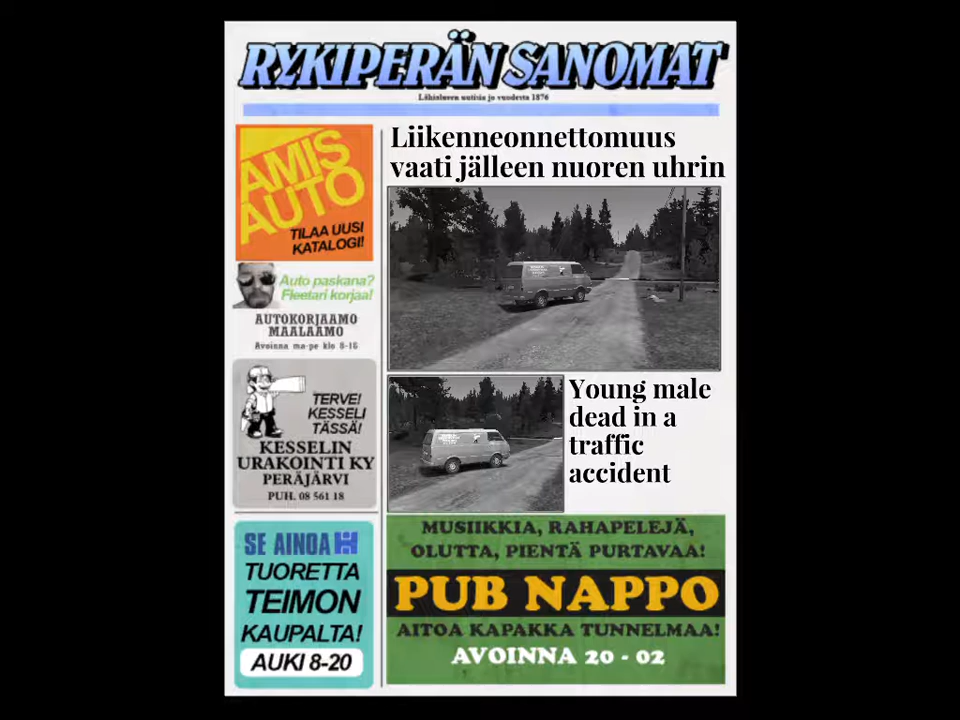 RYKIPERÄN SANOMAT
Lähialueen uutisia jo vuodesta 1876
AMIS
AUTO
TILAA UUSI
KATALOGI!
Auto paskana?
Fleetari korjaa!
AUTOKORJAAMO
MAALAAMO
Avoinna ma-pe klo 8-16
TERVE!
KESSELI
TÄSSÄ!
KESSELIN
URAKOINTI KY
PERÄJÄRVI
PUH. 08 561 18
SE AINOA
TUORETTA
TEIMON
KAUPALTA!
AUKI 8-20
Liikenneonnettomuus
vaati jälleen nuoren uhrin
Young male
dead in a
traffic
accident
MUSIIKKIA, RAHAPELEJÄ,
OLUTTA, PIENTÄ PURTAVAA!
PUB NAPPO
AITOA KAPAKKA TUNNELMAA!
AVOINNA 20 - 02